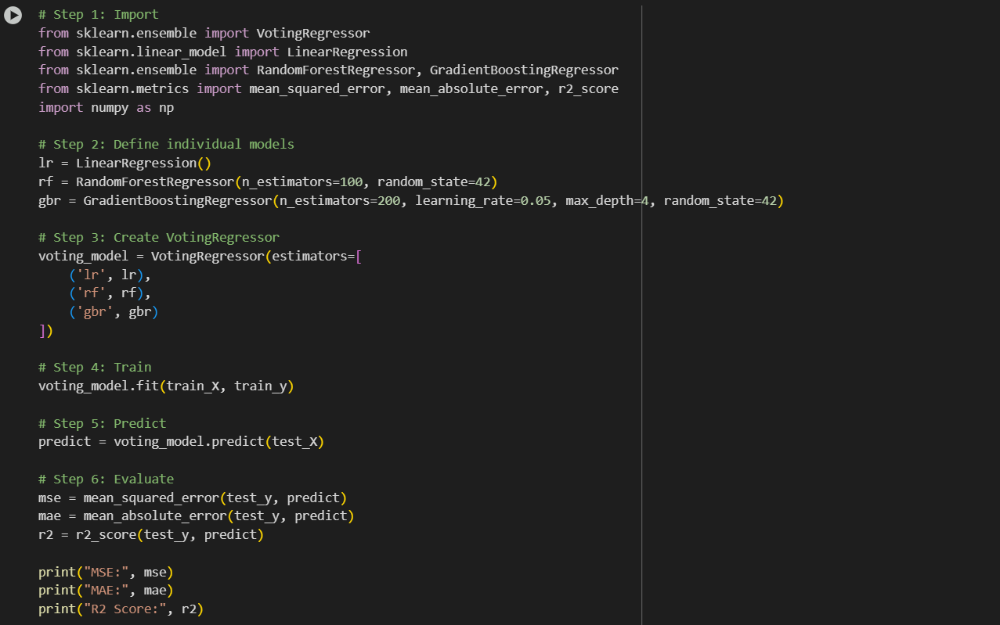 # Step 1: Import
from sklearn.ensemble import VotingRegressor
from sklearn.linear_model import LinearRegression
from sklearn.ensemble import RandomForestRegressor, GradientBoostingRegressor
from sklearn.metrics import mean_squared_error, mean_absolute_error, r2_score
import numpy as np

# Step 2: Define individual models
lr = LinearRegression()
rf = RandomForestRegressor(n_estimators=100, random_state=42)
gbr = GradientBoostingRegressor(n_estimators=200, learning_rate=0.05, max_depth=4, random_state=42)

# Step 3: Create VotingRegressor
voting_model = VotingRegressor(estimators=[
    ('lr', lr),
    ('rf', rf),
    ('gbr', gbr)
])

# Step 4: Train
voting_model.fit(train_X, train_y)

# Step 5: Predict
predict = voting_model.predict(test_X)

# Step 6: Evaluate
mse = mean_squared_error(test_y, predict)
mae = mean_absolute_error(test_y, predict)
r2 = r2_score(test_y, predict)

print("MSE:", mse)
print("MAE:", mae)
print("R2 Score:", r2)